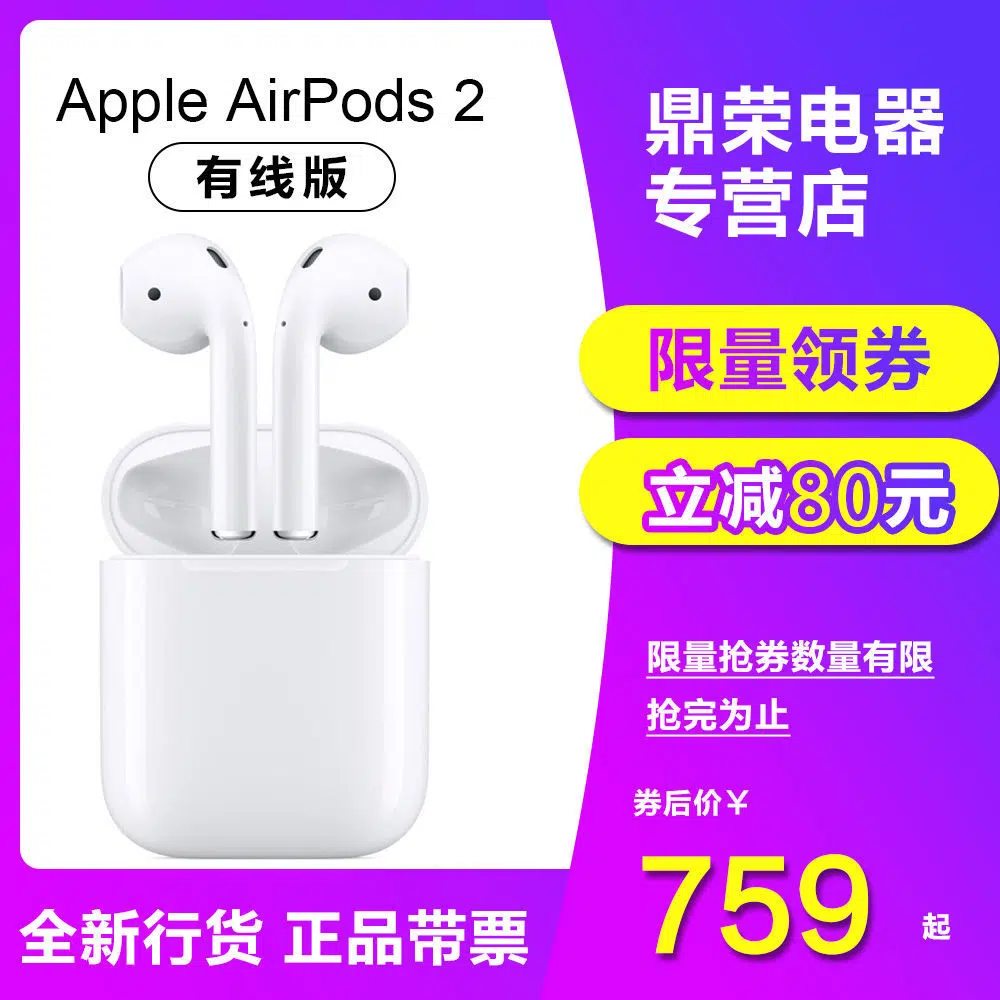 Apple AirPods 2
有线版
鼎荣电器
专营店
限量领券
立减80元
限量抢券数量有限
抢完为止
券后价￥
759 起
全新行货 正品带票